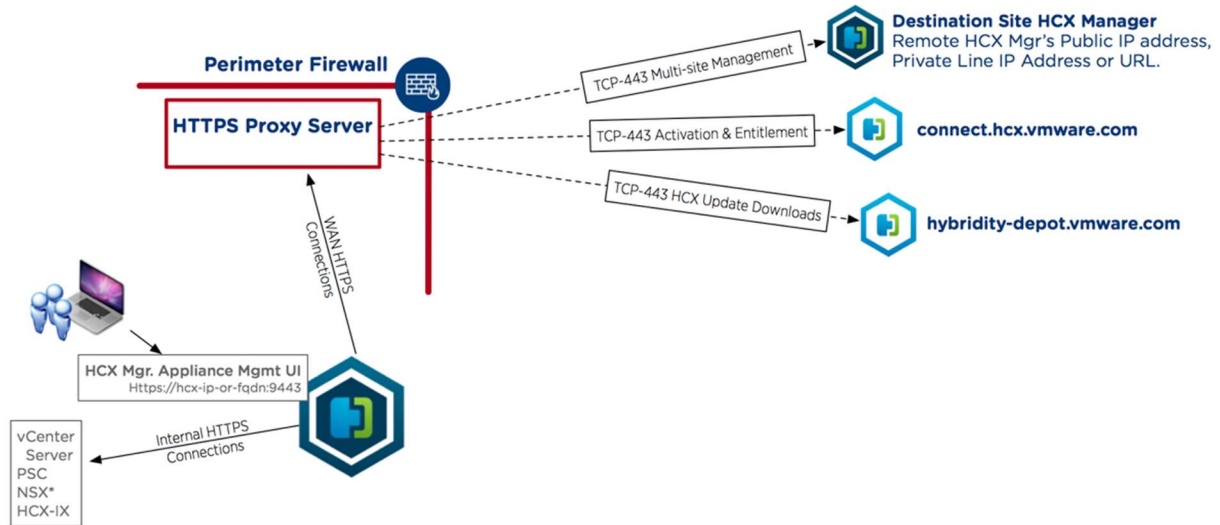 Destination Site HCX Manager
Remote HCX Mgr's Public IP address,
Private Line IP Address or URL.
Perimeter Firewall
TCP-443 Multi-site Management
HTTPS Proxy Server
TCP-443 Activation & Entitlement
connect.hcx.vmware.com
TCP-443 HCX Update Downloads
hybridity-depot.vmware.com
WAN HTTPS
Connections
HCX Mgr. Appliance Mgmt UI
Https://hcx-ip-or-fqdn:9443
Internal HTTPS
Connections
vCenter
Server
PSC
NSX*
HCX-IX